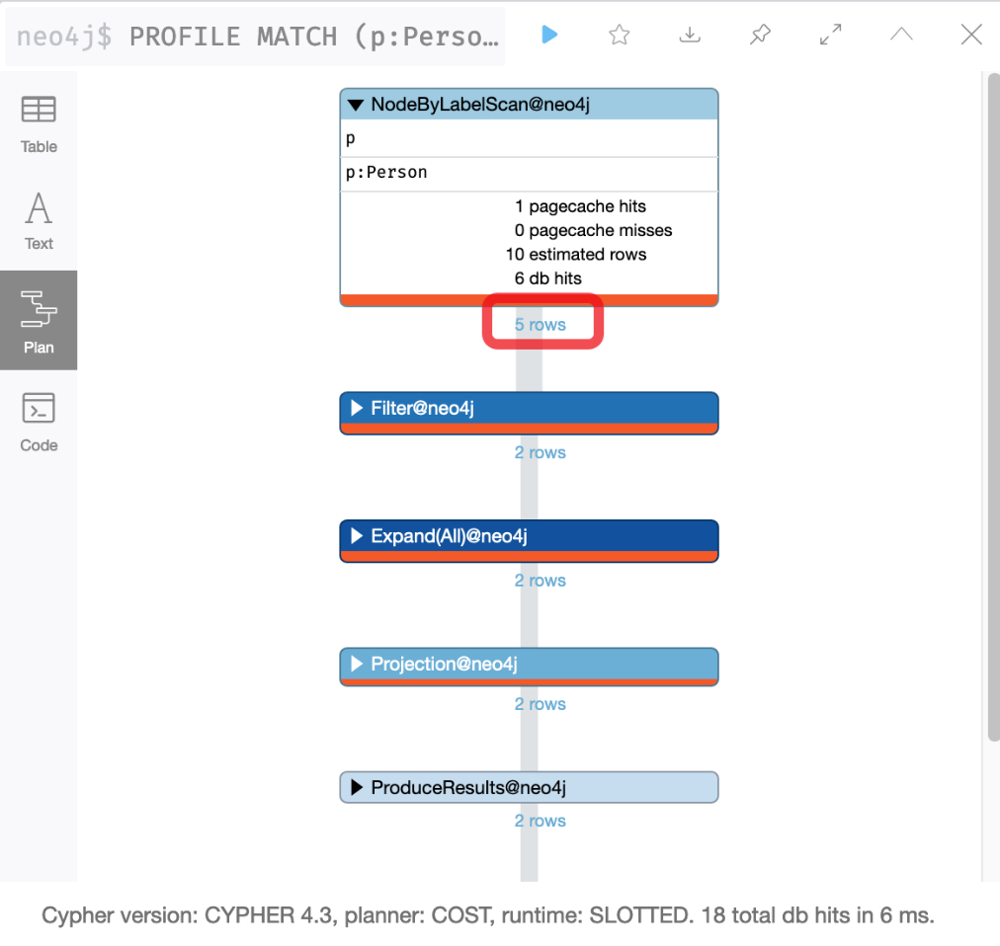 neo4j$ PROFILE MATCH (p:Perso…
Table
Text
Plan
Code
NodeByLabelScan@neo4j
p
p:Person
1 pagecache hits
0 pagecache misses
10 estimated rows
6 db hits
5 rows
Filter@neo4j
2 rows
Expand(All)@neo4j
2 rows
Projection@neo4j
2 rows
ProduceResults@neo4j
2 rows
Cypher version: CYPHER 4.3, planner: COST, runtime: SLOTTED. 18 total db hits in 6 ms.